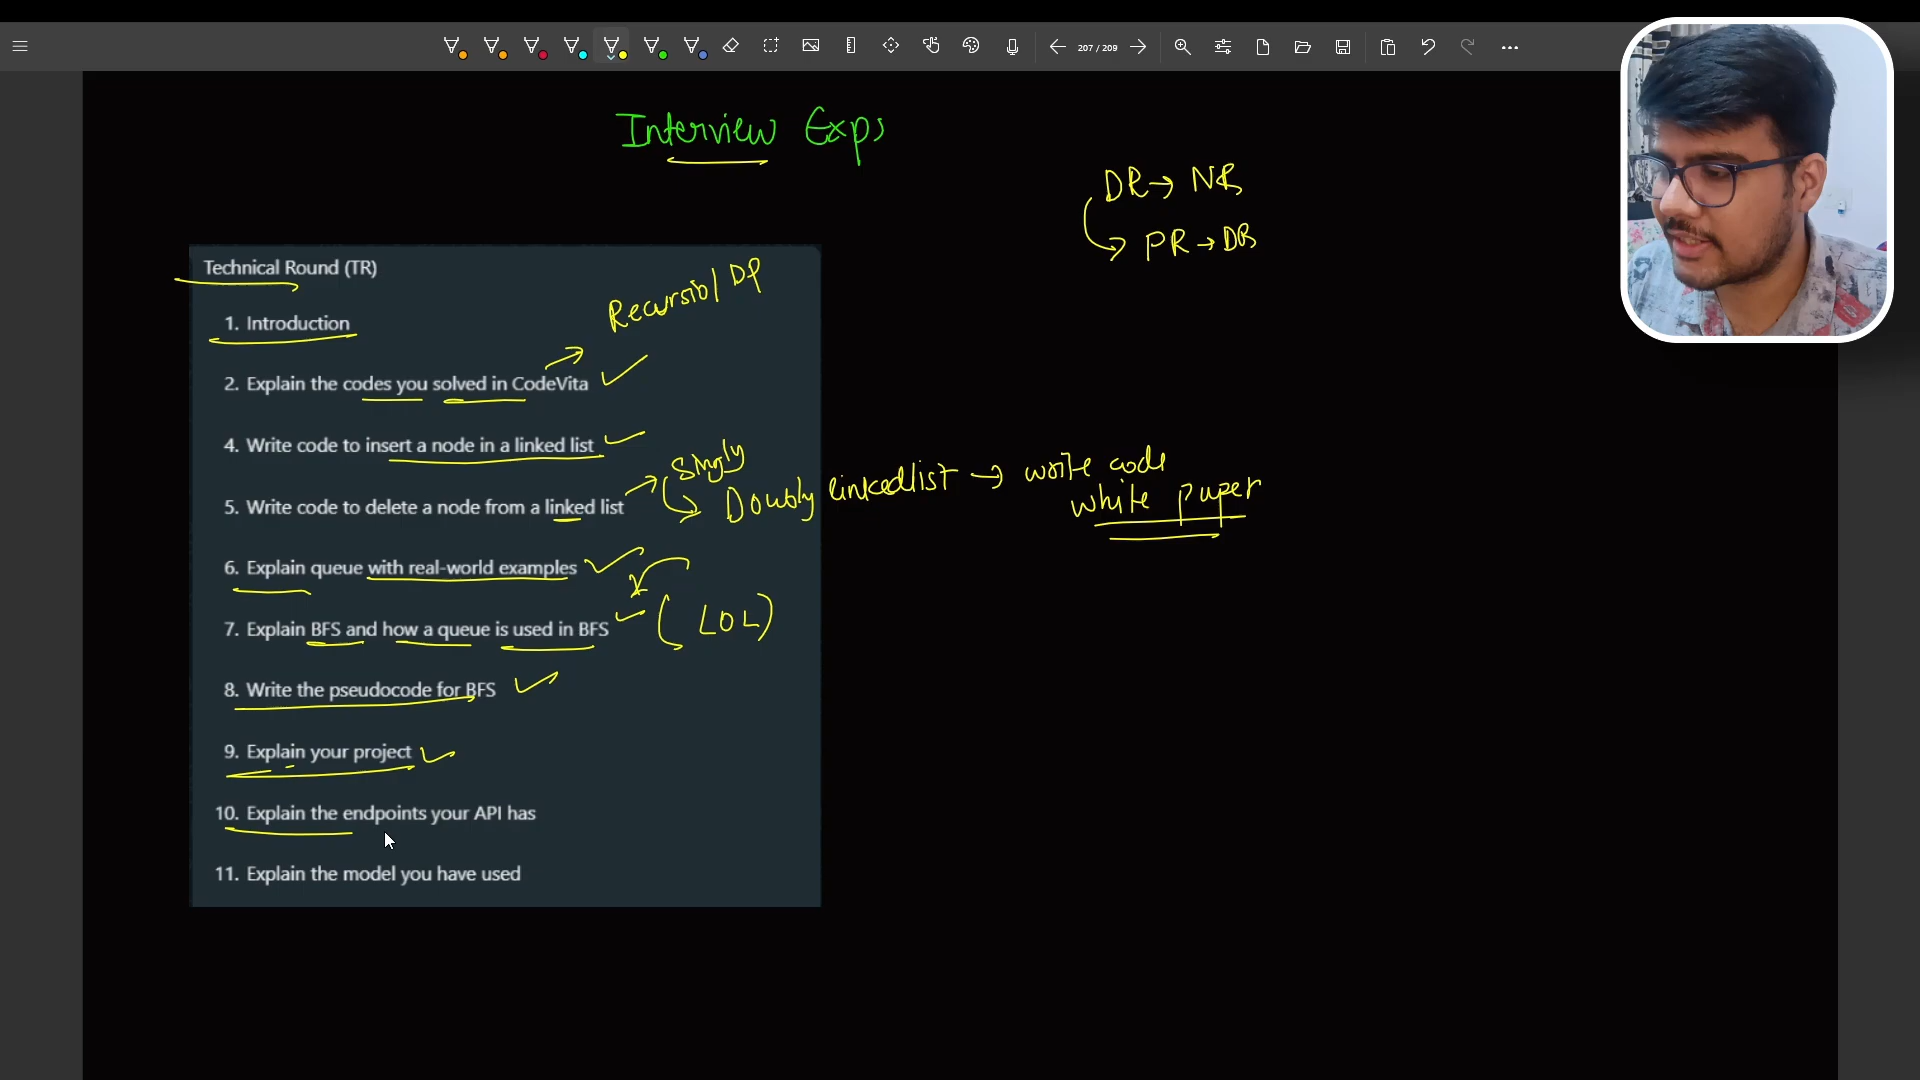 207 / 209
Interview Exps
DR → NR
PR → DR
Technical Round (TR)
Recursio/ DP
1. Introduction
2. Explain the codes you solved in CodeVita
4. Write code to insert a node in a linked list
Singly
Doubly linkedlist → write code
white paper
5. Write code to delete a node from a linked list
6. Explain queue with real-world examples
7. Explain BFS and how a queue is used in BFS
( LOL)
8. Write the pseudocode for BFS
9. Explain your project
10. Explain the endpoints your API has
11. Explain the model you have used